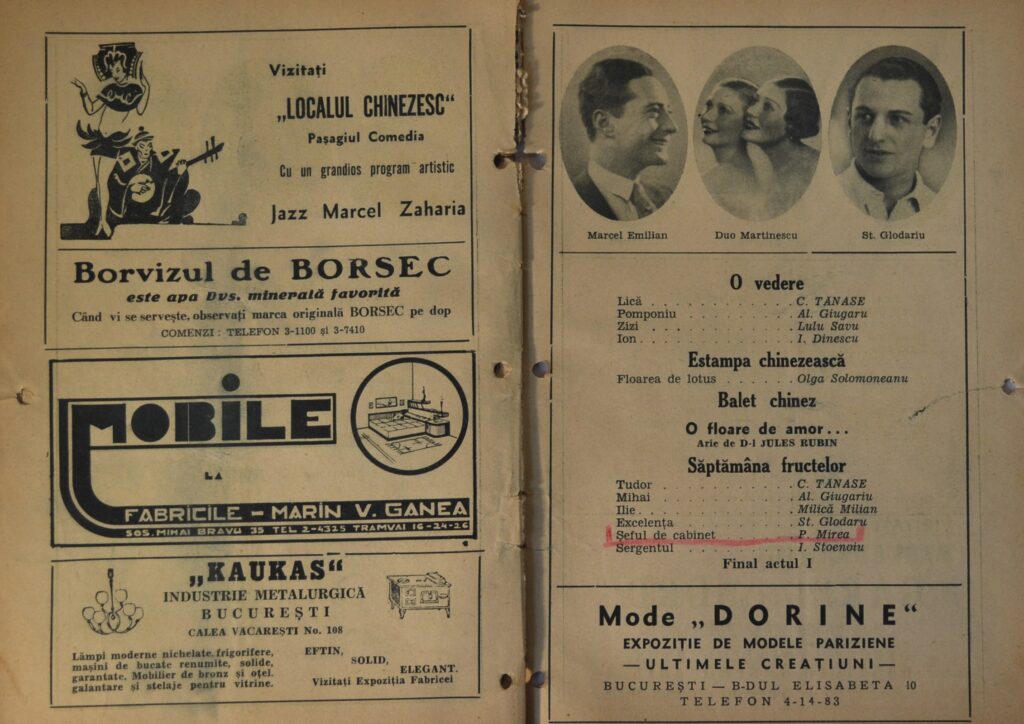 Vizitați
„LOCALUL CHINEZESC“
Pașagiul Comedia
Cu un grandios program artistic
Jazz Marcel Zaharia
Borvizul de BORSEC
este apa Dvs. minerală favorită
Când vi se servește, observați marca originală BORSEC pe dop
COMENZI : TELEFON 3-1100 și 3-7410
MOBILE
LA
FABRICILE – MARIN V. GANEA
SOS. MIHAI BRAVU 35 TEL 2-4325 TRAMVAI 16-24-26
„KAUKAS“
INDUSTRIE METALURGICĂ
BUCUREȘTI
CALEA VACAREȘTI No. 108
Lămpi moderne nichelate, frigorifere,
mașini de bucate renumite, solide,
garantate. Mobilier de bronz și oțel.
galantare și stelaje pentru vitrine.
EFTIN,
SOLID,
ELEGANT.
Vizitați Expoziția Fabricei
Marcel Emilian
Duo Martinescu
St. Glodariu
O vedere
Lică . . . . . . . . . . . . C. TĂNASE
Pomponiu . . . . . . . . . Al. Giugaru
Zizi . . . . . . . . . . . . Lulu Savu
Ion . . . . . . . . . . . . I. Dinescu
Estampa chinezească
Floarea de lotus . . . . . . Olga Solomoneanu
Balet chinez
O floare de amor...
Arie de D-l JULES RUBIN
Săptămâna fructelor
Tudor . . . . . . . . . . . C. TĂNASE
Mihai . . . . . . . . . . . Al. Giugariu
Ilie . . . . . . . . . . . . Milică Milian
Excelența . . . . . . . . . St. Glodaru
Șeful de cabinet . . . . . . P. Mirea
Sergentul . . . . . . . . . I. Stoenoiu
Final actul I
Mode „DORINE“
EXPOZIȚIE DE MODELE PARIZIENE
—ULTIMELE CREAȚIUNI—
BUCUREȘTI — B-DUL ELISABETA 10
TELEFON 4-14-83